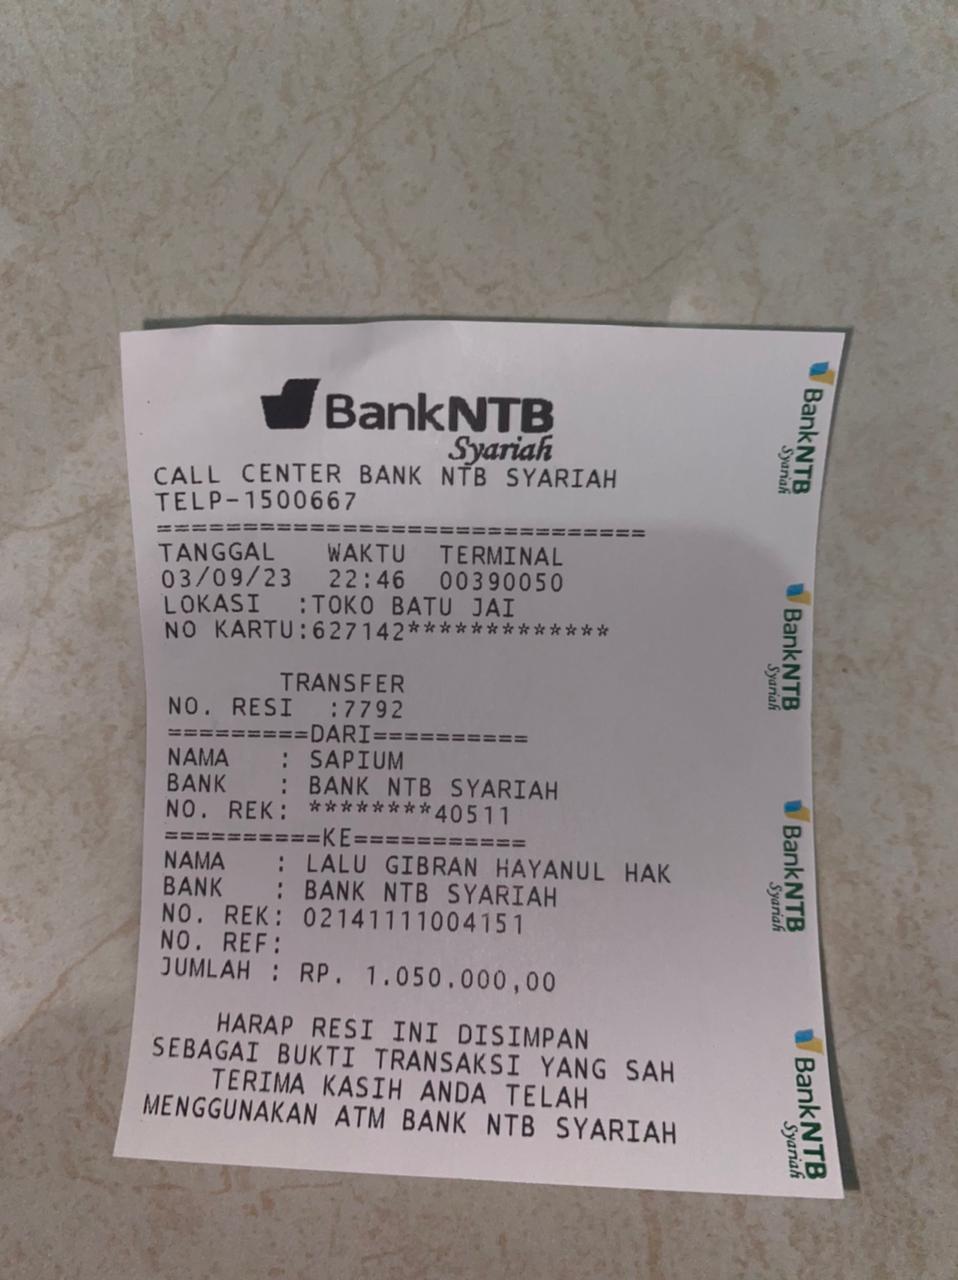 BankNTB
Syariah
CALL CENTER BANK NTB SYARIAH
TELP-1500667
==================================
TANGGAL WAKTU TERMINAL
03/09/23 22:46 00390050
LOKASI :TOKO BATU JAI
NO KARTU:627142*************
TRANSFER
NO. RESI :7792
=========DARI==========
NAMA : SAPIUM
BANK : BANK NTB SYARIAH
NO. REK: ********40511
==========KE===========
NAMA : LALU GIBRAN HAYANUL HAK
BANK : BANK NTB SYARIAH
NO. REK: 02141111004151
NO. REF:
JUMLAH : RP. 1.050.000,00
HARAP RESI INI DISIMPAN
SEBAGAI BUKTI TRANSAKSI YANG SAH
TERIMA KASIH ANDA TELAH
MENGGUNAKAN ATM BANK NTB SYARIAH
BankNTB
Syariah
BankNTB
Syariah
BankNTB
Syariah
BankNTB
Syariah